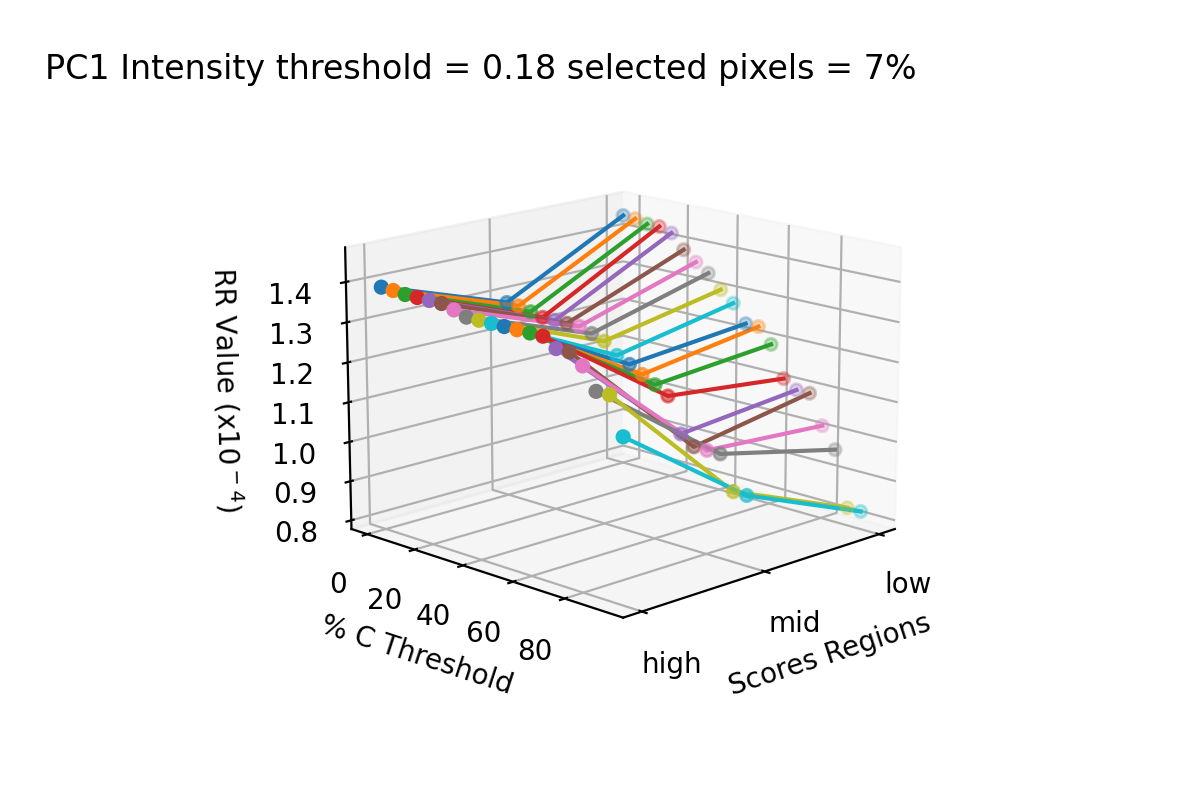 PC1 Intensity threshold = 0.18 selected pixels = 7%
RR Value (x10⁻⁴)
1.4
1.3
1.2
1.1
1.0
0.9
0.8
0
20
40
60
80
% C Threshold
high
mid
low
Scores Regions